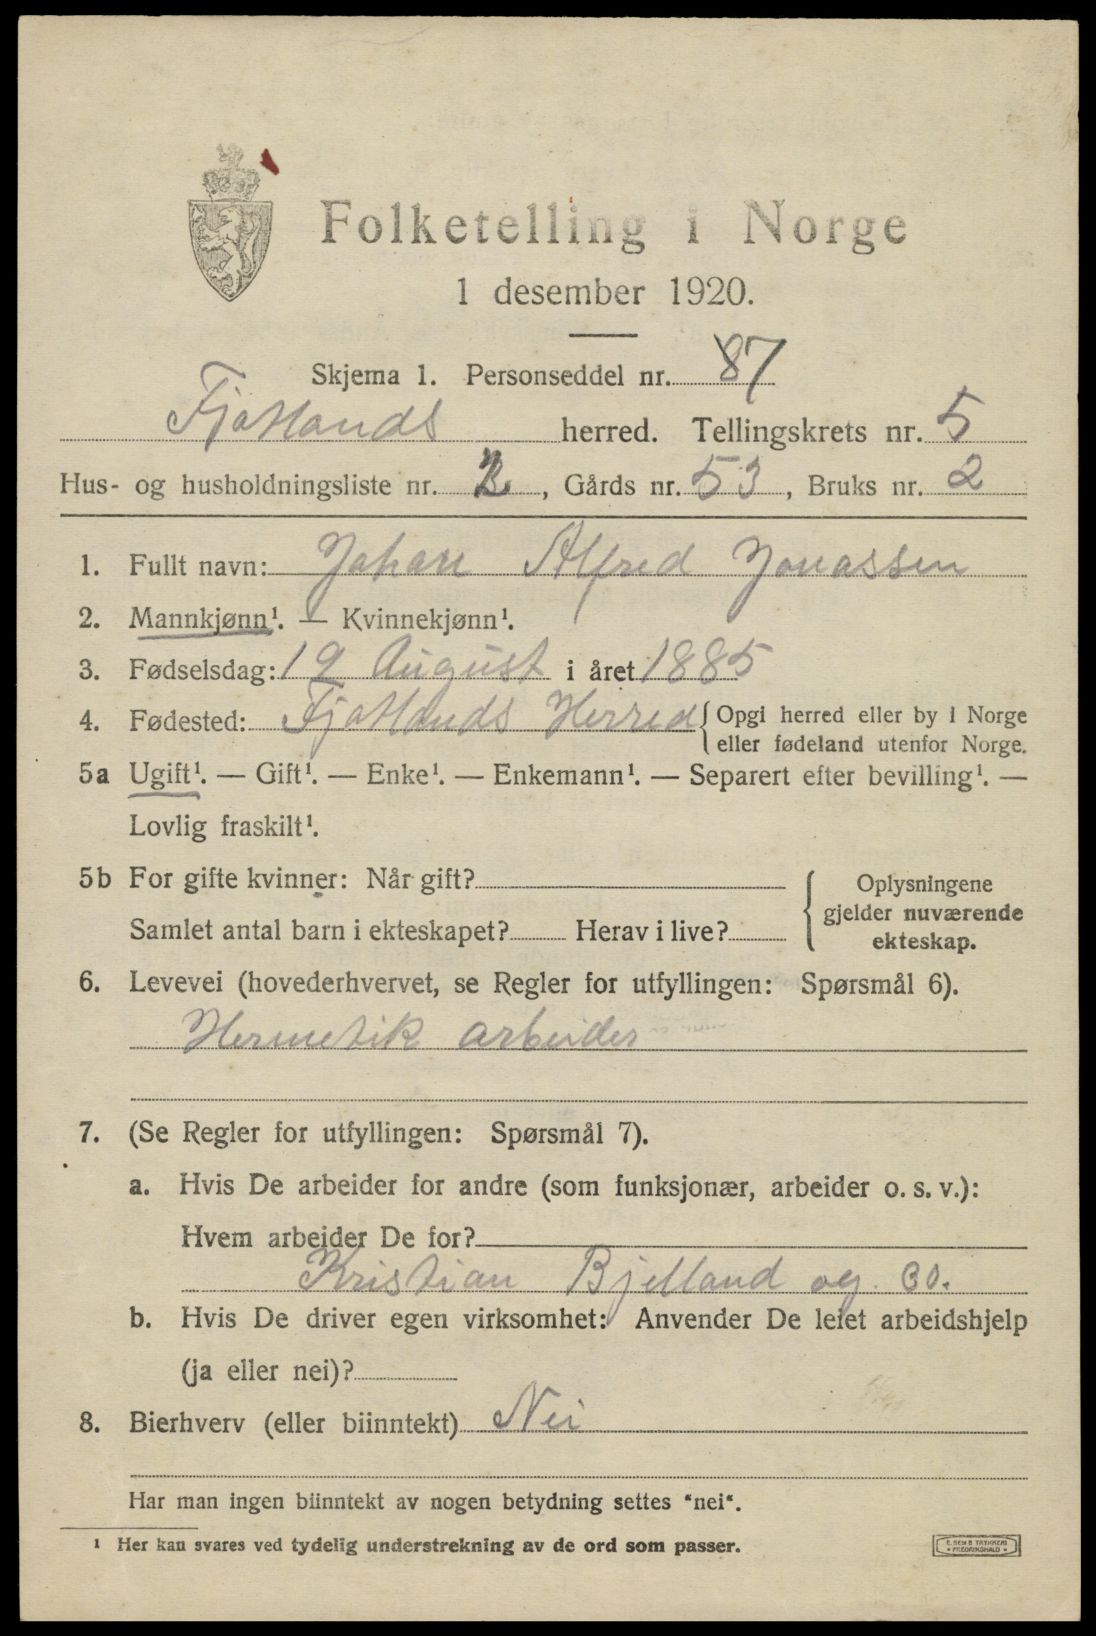 Folketelling i Norge
1 desember 1920.
Skjema 1. Personseddel nr. 87
Fjotlands herred. Tellingskrets nr. 5
Hus- og husholdningsliste nr. 2, Gårds nr. 53, Bruks nr. 2
1. Fullt navn: Johan Alfred Jonassen
2. Mannkjønn¹. — Kvinnekjønn¹.
3. Fødselsdag: 19 August i året 1885
4. Fødested: Fjotlands Herred { Opgi herred eller by i Norge
eller fødeland utenfor Norge.
5a Ugift¹. — Gift¹. — Enke¹. — Enkemann¹. — Separert efter bevilling¹. —
Lovlig fraskilt¹.
5b For gifte kvinner: Når gift?
Samlet antal barn i ekteskapet? Herav i live?
Oplysningene
gjelder nuværende
ekteskap.
6. Levevei (hovederhvervet, se Regler for utfyllingen: Spørsmål 6).
Hermetik arbeider
7. (Se Regler for utfyllingen: Spørsmål 7).
a. Hvis De arbeider for andre (som funksjonær, arbeider o. s. v.):
Hvem arbeider De for?
Kristian Bjelland og. Co.
b. Hvis De driver egen virksomhet: Anvender De leiet arbeidshjelp
(ja eller nei)?
8. Bierhverv (eller biinntekt) Nei
Har man ingen biinntekt av nogen betydning settes "nei".
¹ Her kan svares ved tydelig understrekning av de ord som passer.
E. SEM'S TRYKKERI
FREDRIKSHALD